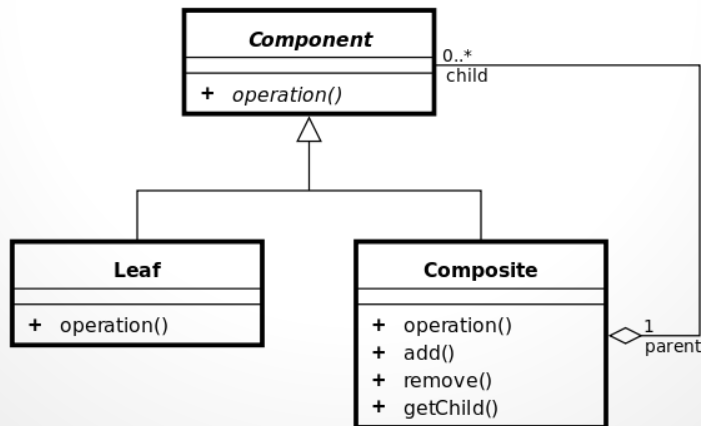 Component
+ operation()
0..*
child
Leaf
+ operation()
Composite
+ operation()
+ add()
+ remove()
+ getChild()
1
parent